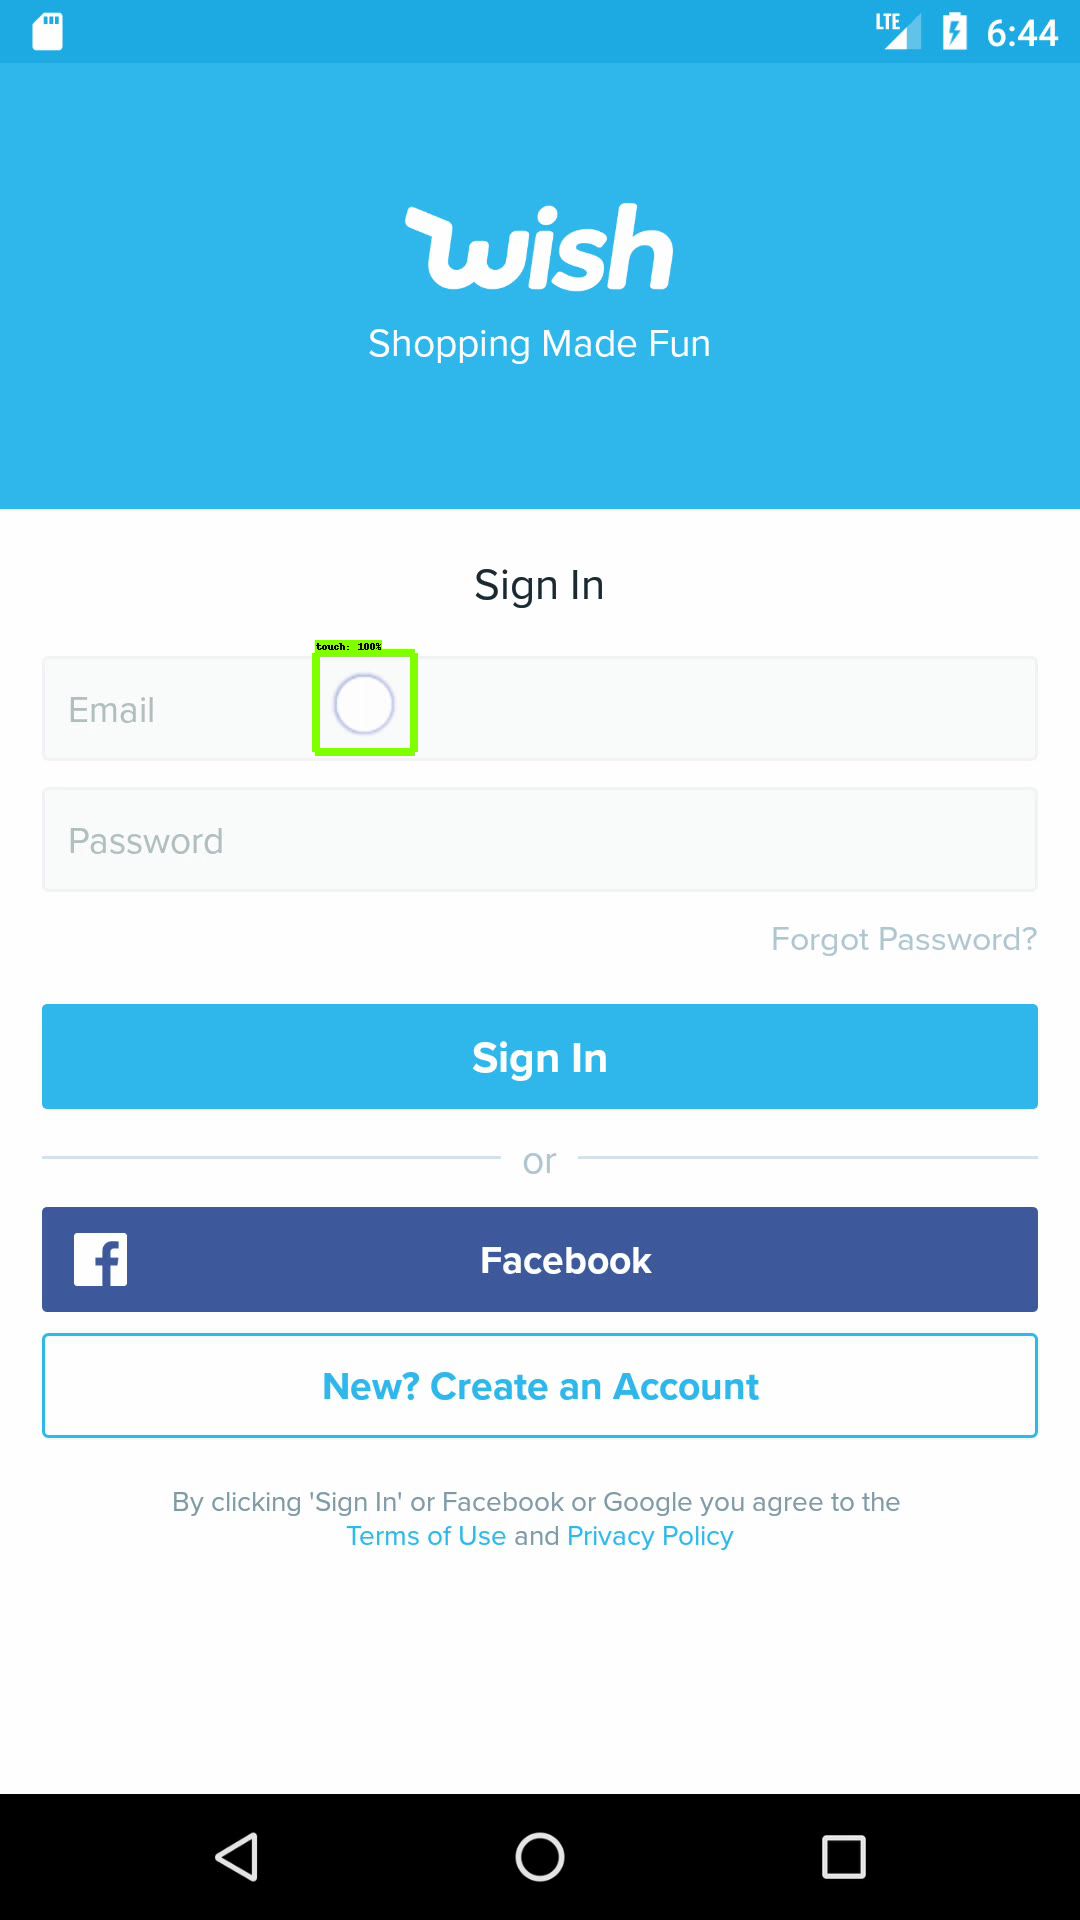 LTE 6:44
wish
Shopping Made Fun
Sign In
touch: 100%
Email
Password
Forgot Password?
Sign In
or
Facebook
New? Create an Account
By clicking 'Sign In' or Facebook or Google you agree to the
Terms of Use and Privacy Policy